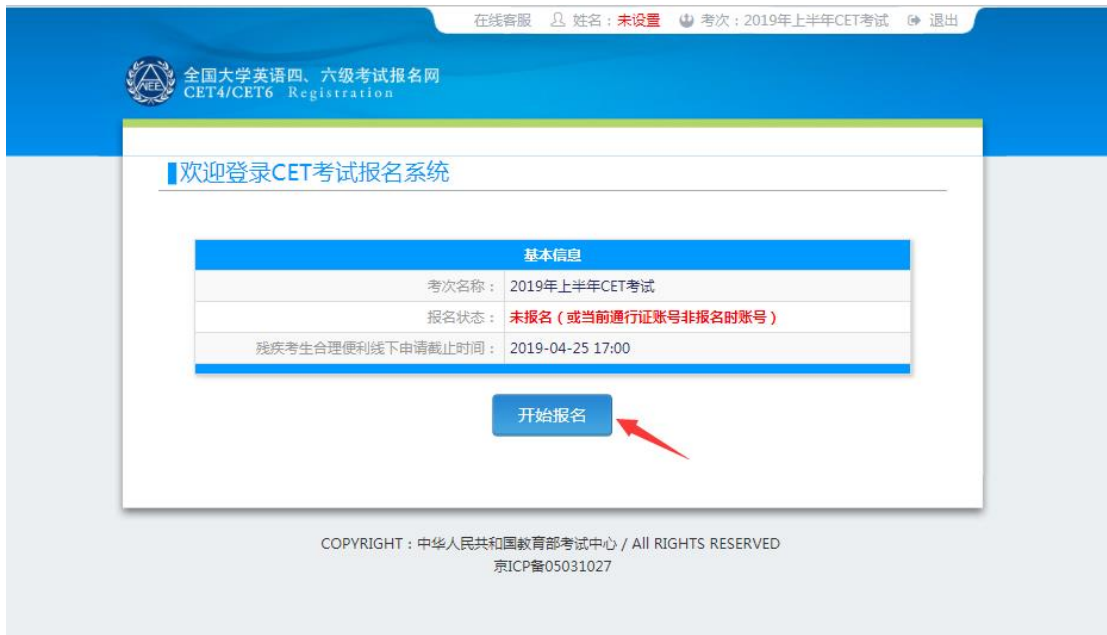 在线客服 姓名：未设置 考次：2019年上半年CET考试 退出
NEEA
全国大学英语四、六级考试报名网
CET4/CET6 Registration
欢迎登录CET考试报名系统
基本信息
考次名称： 2019年上半年CET考试
报名状态： 未报名（或当前通行证账号非报名时账号）
残疾考生合理便利线下申请截止时间： 2019-04-25 17:00
开始报名
COPYRIGHT：中华人民共和国教育部考试中心 / All RIGHTS RESERVED
京ICP备05031027